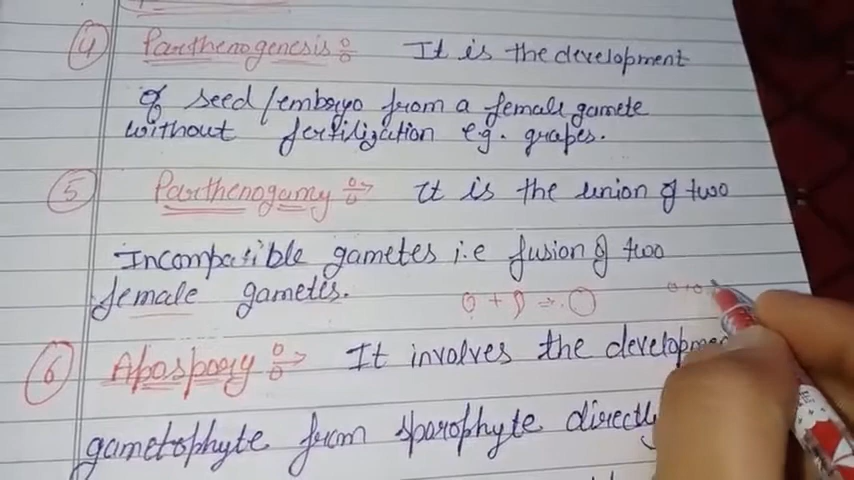 4 Parthenogenesis :- It is the development
of seed/embryo from a female gamete
without fertilization eg. grapes.
5 Parthenogamy :-> It is the union of two
Incompatible gametes i.e fusion of two
female gametes.
6 Apospory :-> It involves the
gametophyte from sporophyte directly